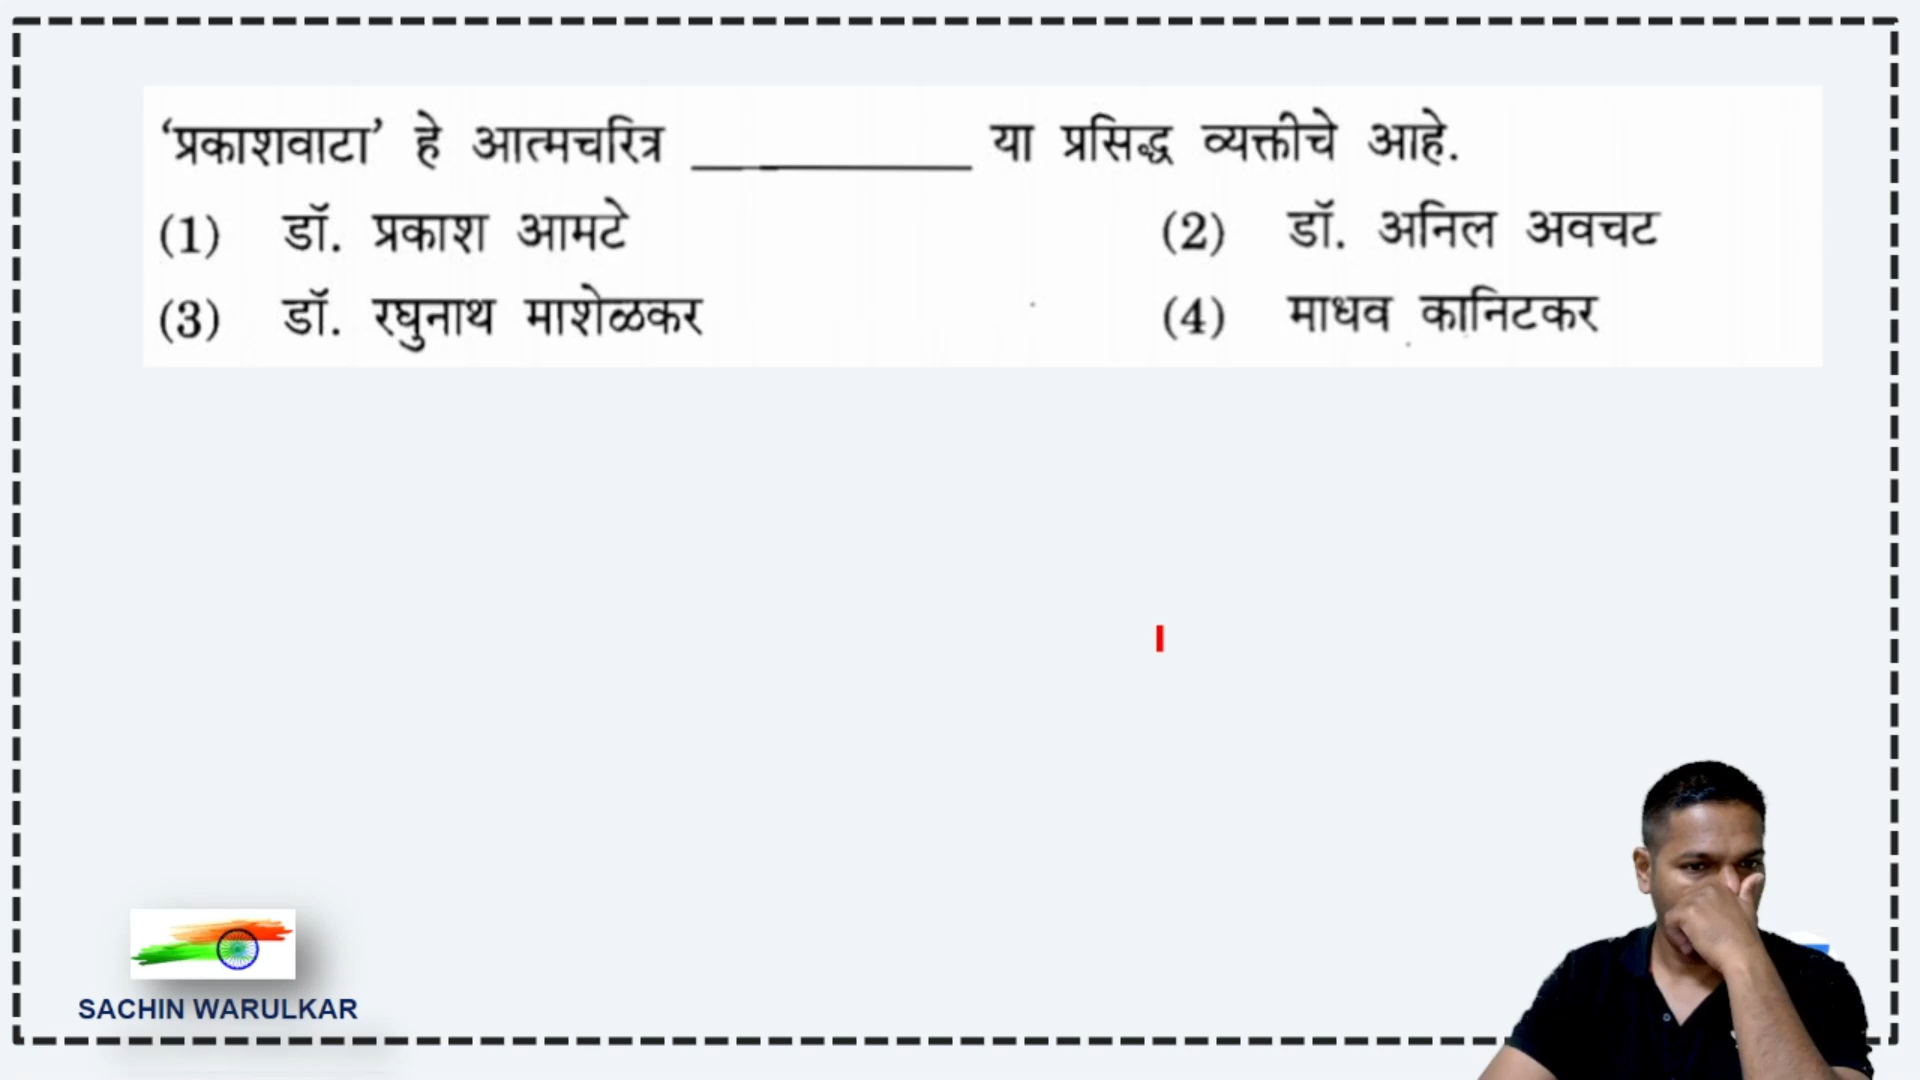 ‘प्रकाशवाटा’ हे आत्मचरित्र __________ या प्रसिद्ध व्यक्तीचे आहे.
(1) डॉ. प्रकाश आमटे (2) डॉ. अनिल अवचट
(3) डॉ. रघुनाथ माशेळकर (4) माधव कानिटकर
SACHIN WARULKAR